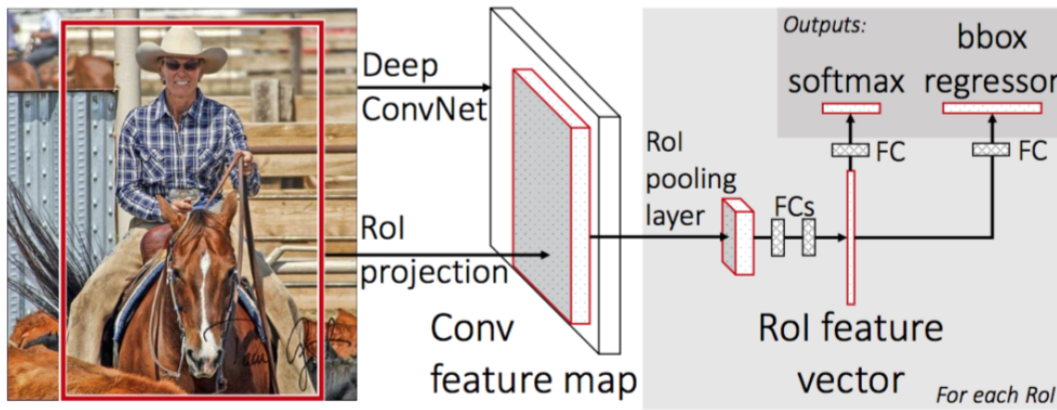 Deep
ConvNet
RoI
projection
Conv
feature map
RoI
pooling
layer
FCs
RoI feature
vector
For each RoI
Outputs:
softmax
bbox
regressor
FC
FC